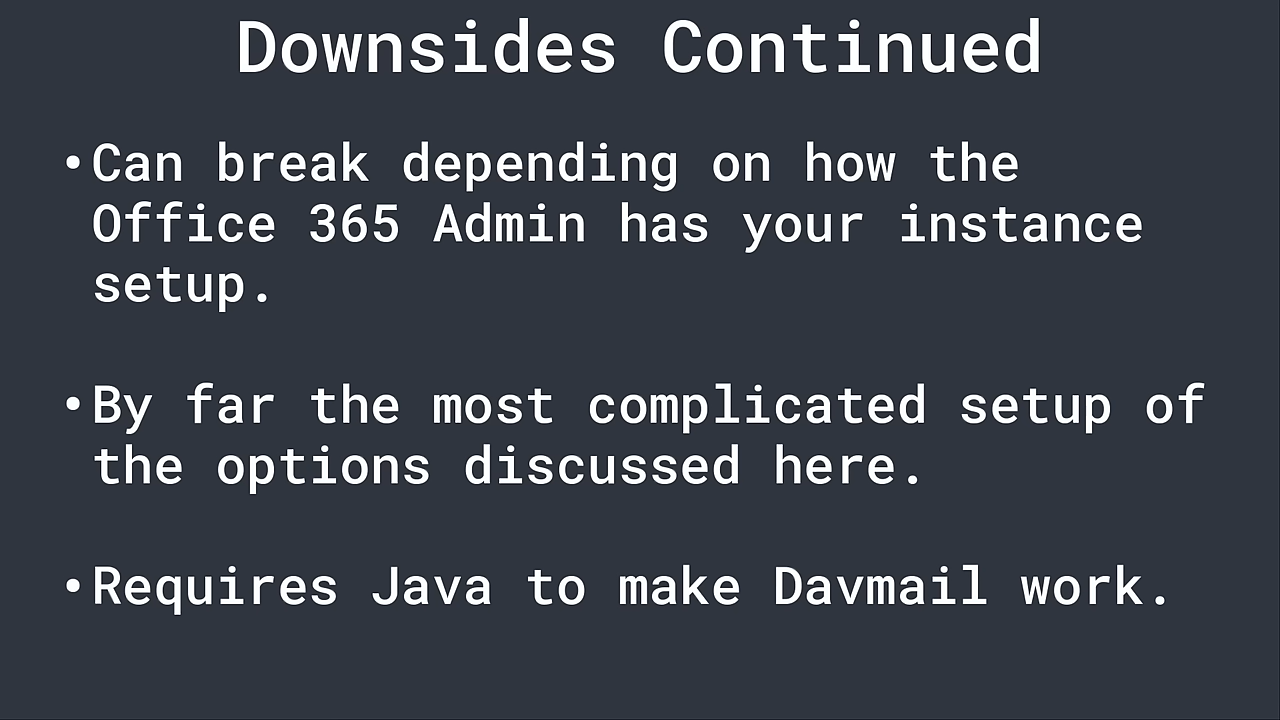 Downsides Continued
•Can break depending on how the
Office 365 Admin has your instance
setup.
•By far the most complicated setup of
the options discussed here.
•Requires Java to make Davmail work.